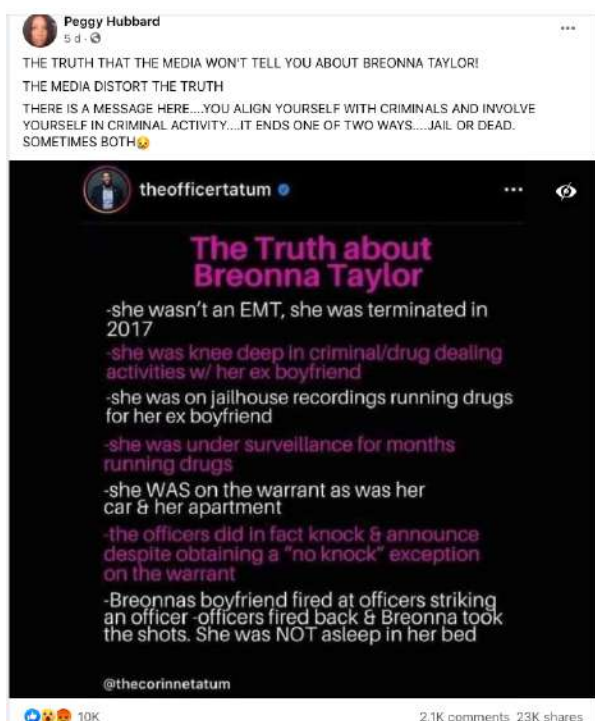 Peggy Hubbard
5 d
THE TRUTH THAT THE MEDIA WON'T TELL YOU ABOUT BREONNA TAYLOR!
THE MEDIA DISTORT THE TRUTH
THERE IS A MESSAGE HERE....YOU ALIGN YOURSELF WITH CRIMINALS AND INVOLVE
YOURSELF IN CRIMINAL ACTIVITY....IT ENDS ONE OF TWO WAYS....JAIL OR DEAD.
SOMETIMES BOTH😥
theofficertatum
The Truth about
Breonna Taylor
-she wasn't an EMT, she was terminated in
2017
-she was knee deep in criminal/drug dealing
activities w/ her ex boyfriend
-she was on jailhouse recordings running drugs
for her ex boyfriend
-she was under surveillance for months
running drugs
-she WAS on the warrant as was her
car & her apartment
-the officers did in fact knock & announce
despite obtaining a "no knock" exception
on the warrant
-Breonnas boyfriend fired at officers striking
an officer -officers fired back & Breonna took
the shots. She was NOT asleep in her bed
@thecorinnetatum
10K
2.1K comments 23K shares